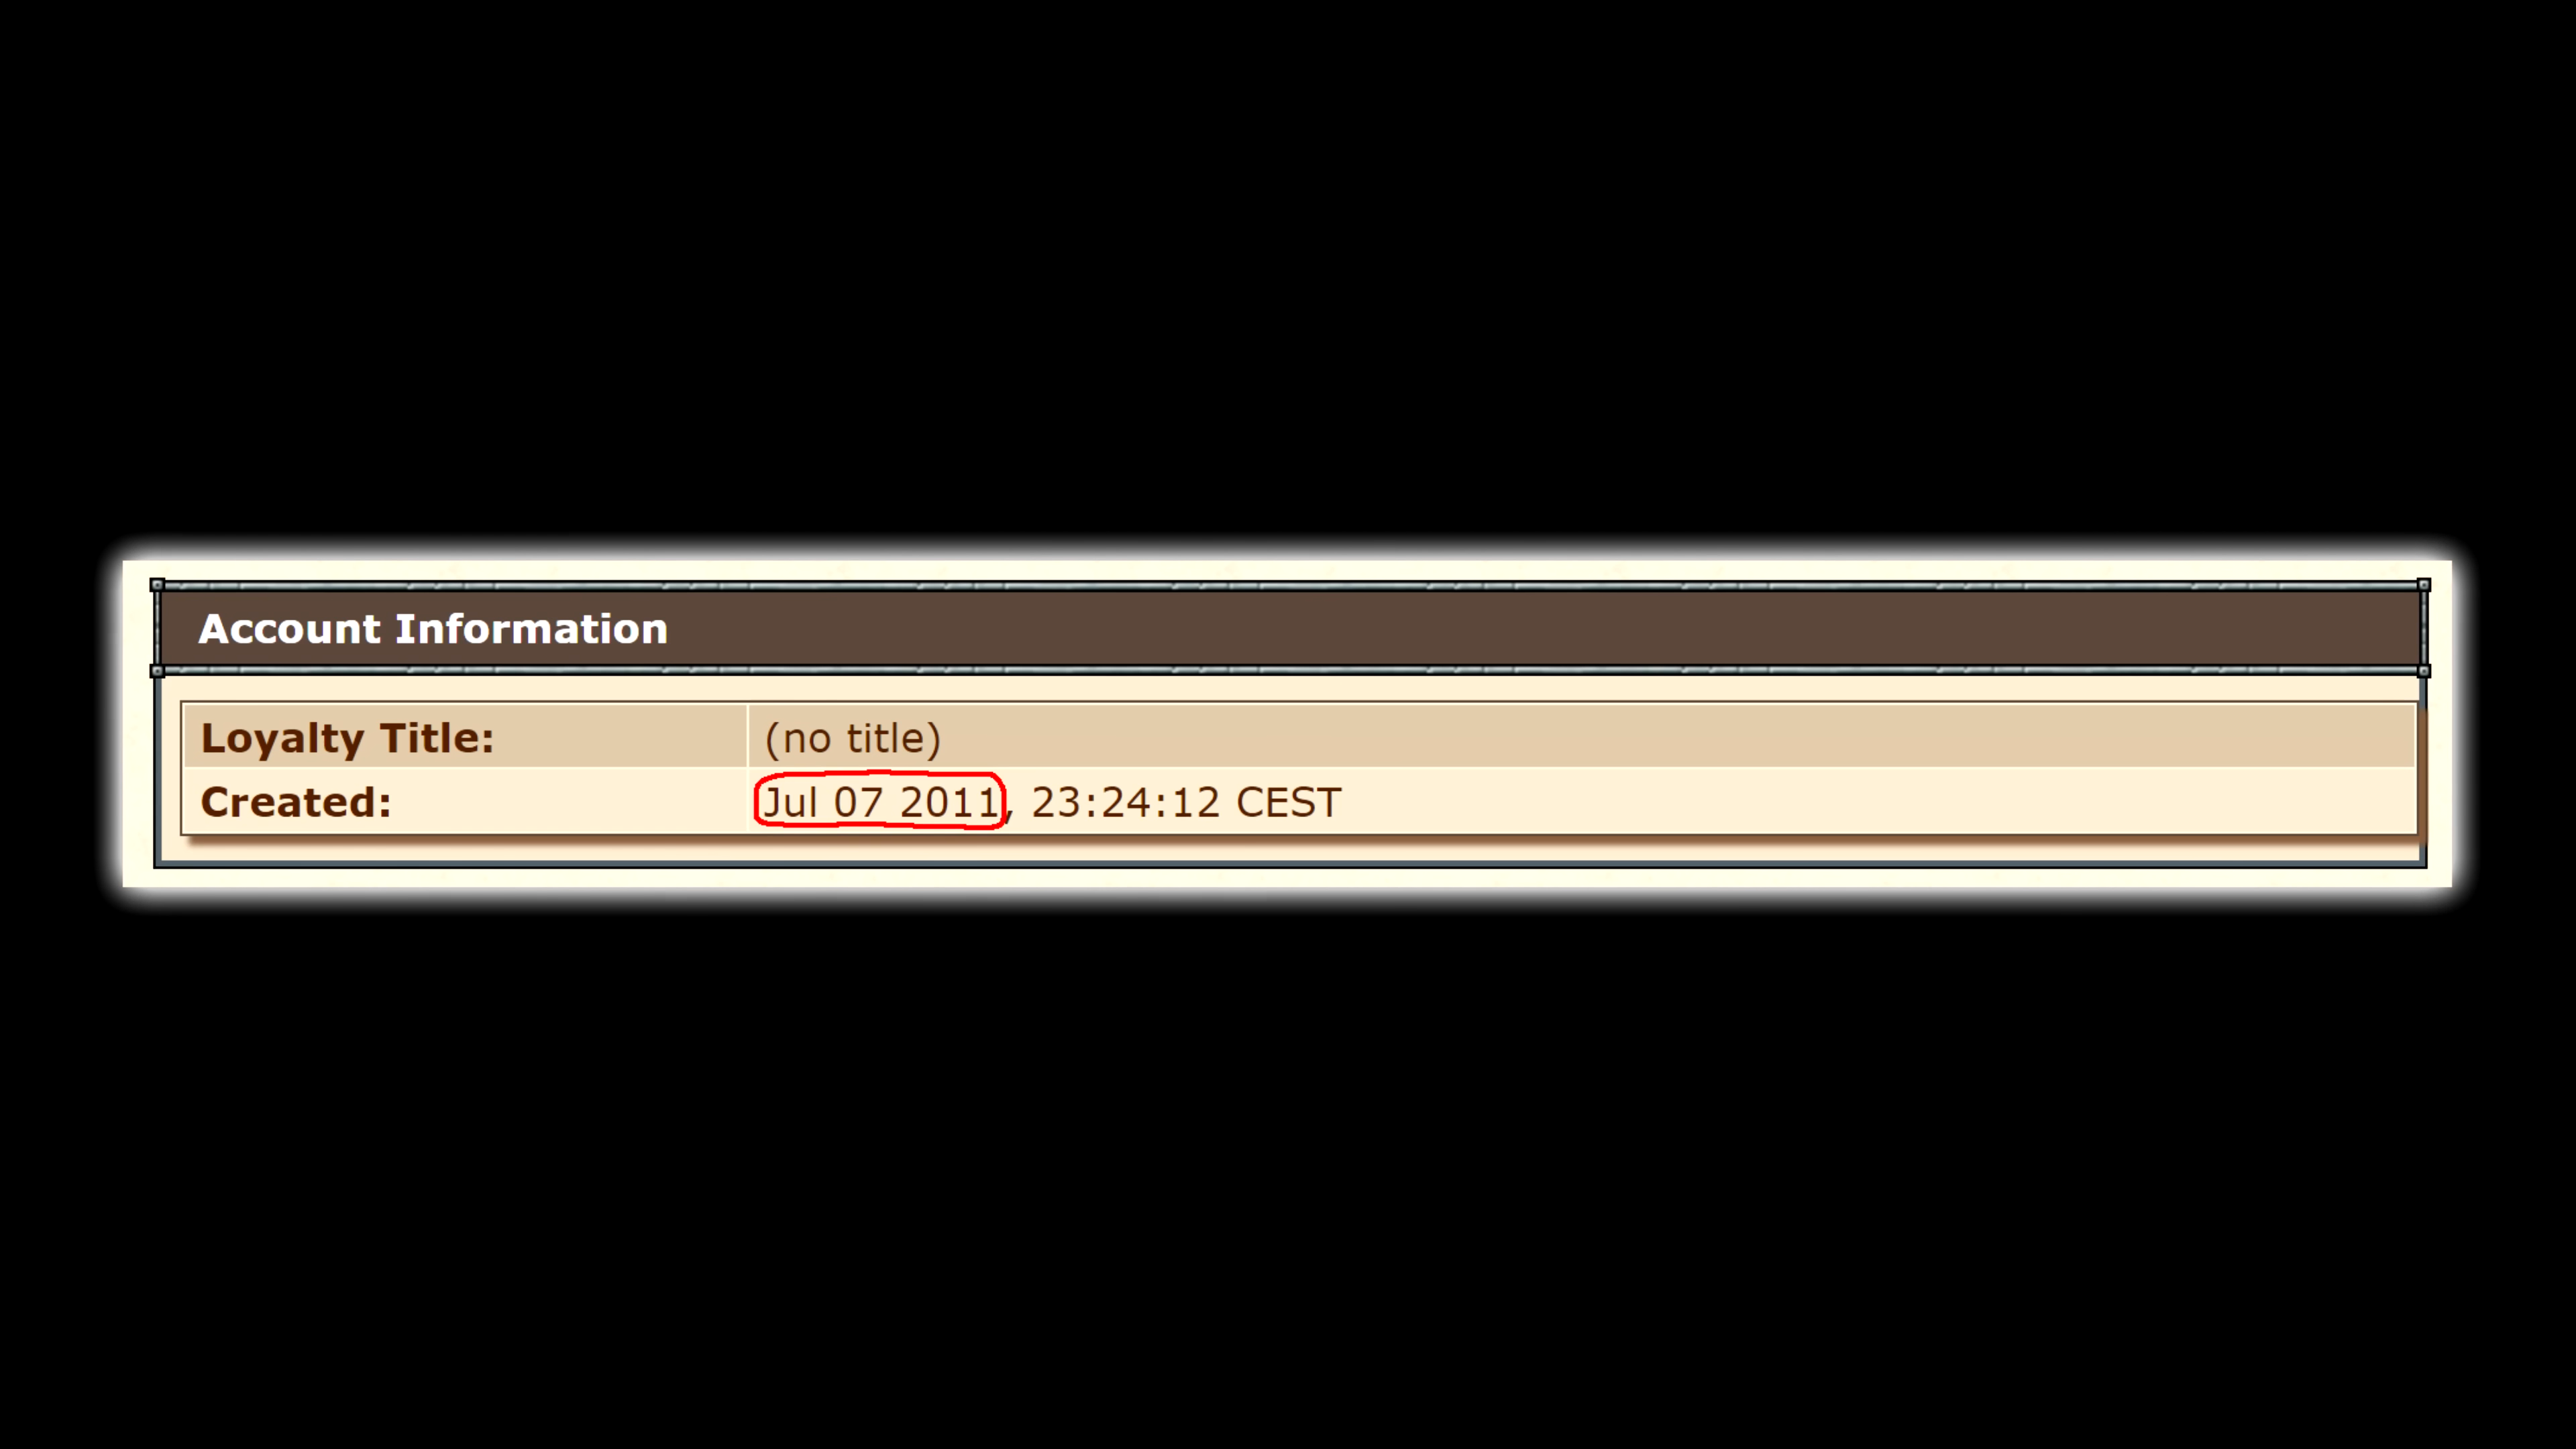 Account Information
Loyalty Title: (no title)
Created: Jul 07 2011, 23:24:12 CEST